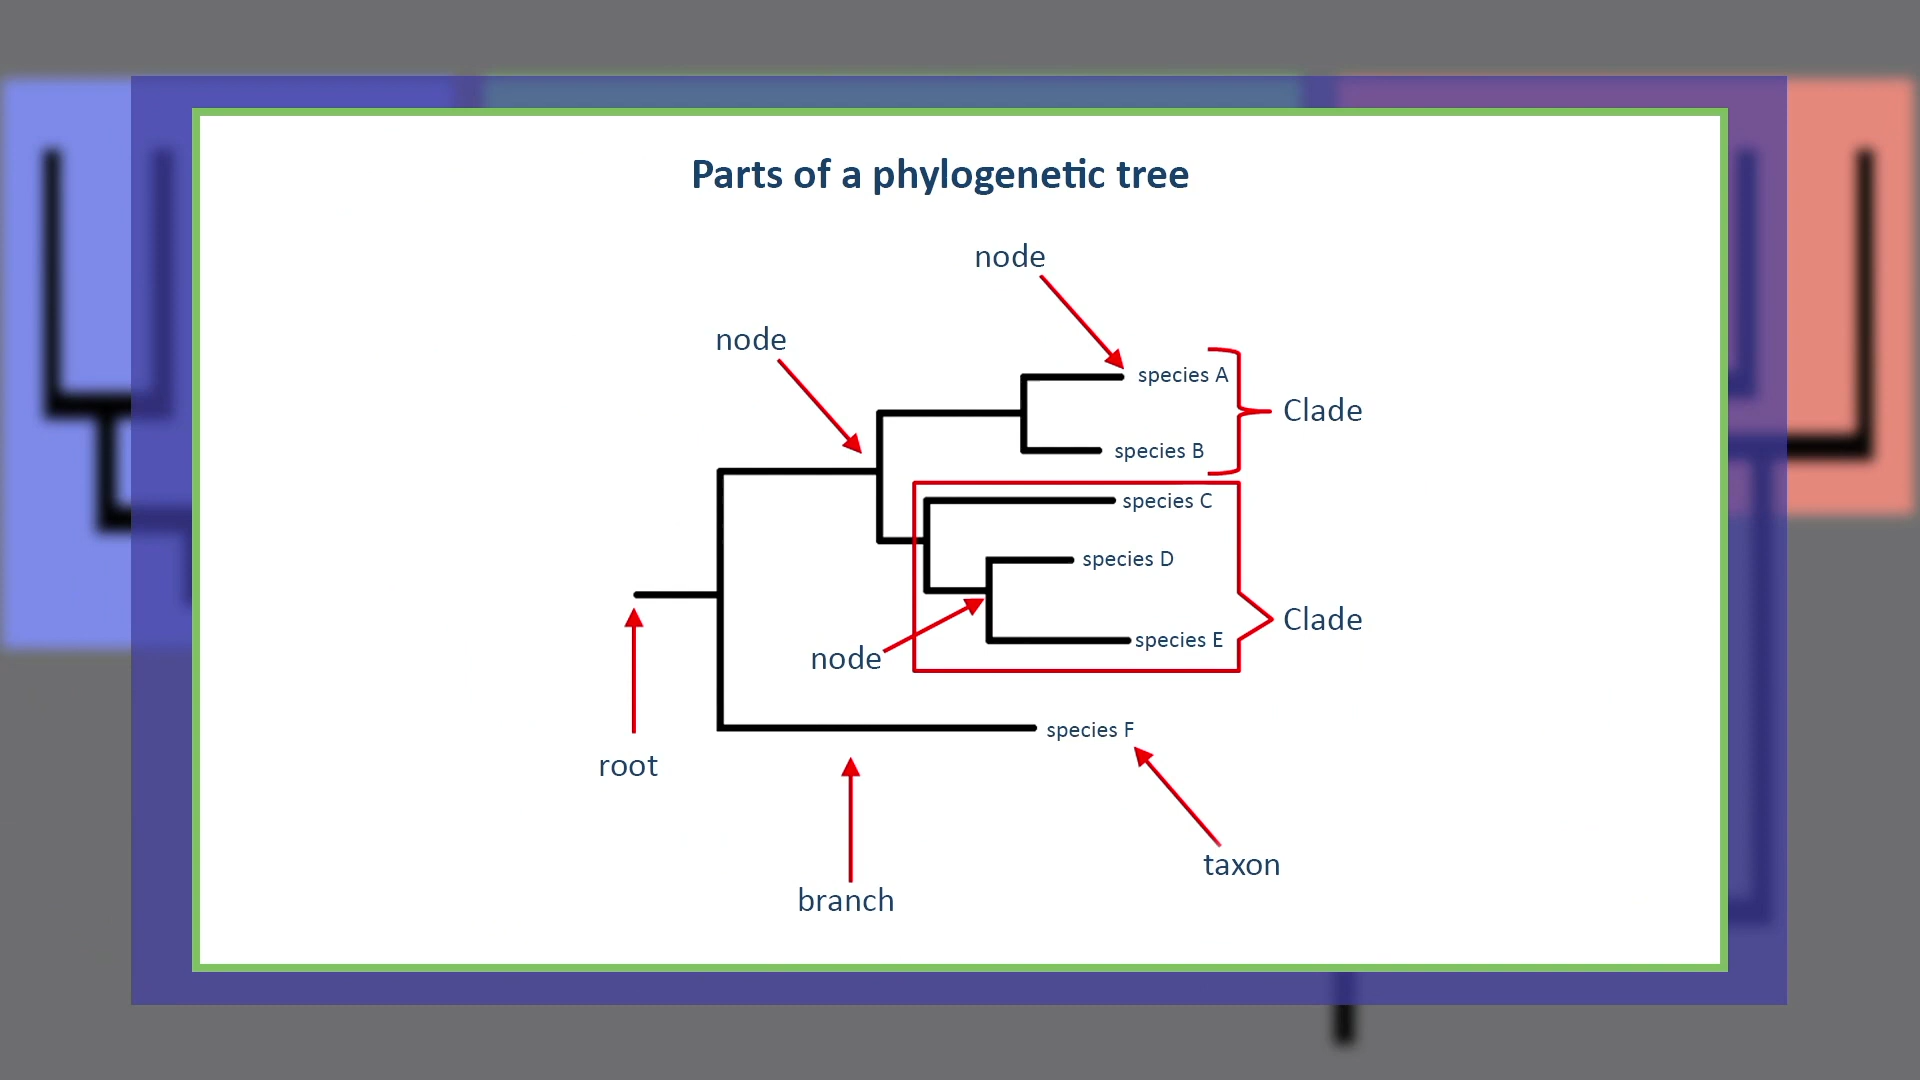 Parts of a phylogenetic tree
node
node
species A
Clade
species B
species C
species D
Clade
species E
node
species F
root
taxon
branch